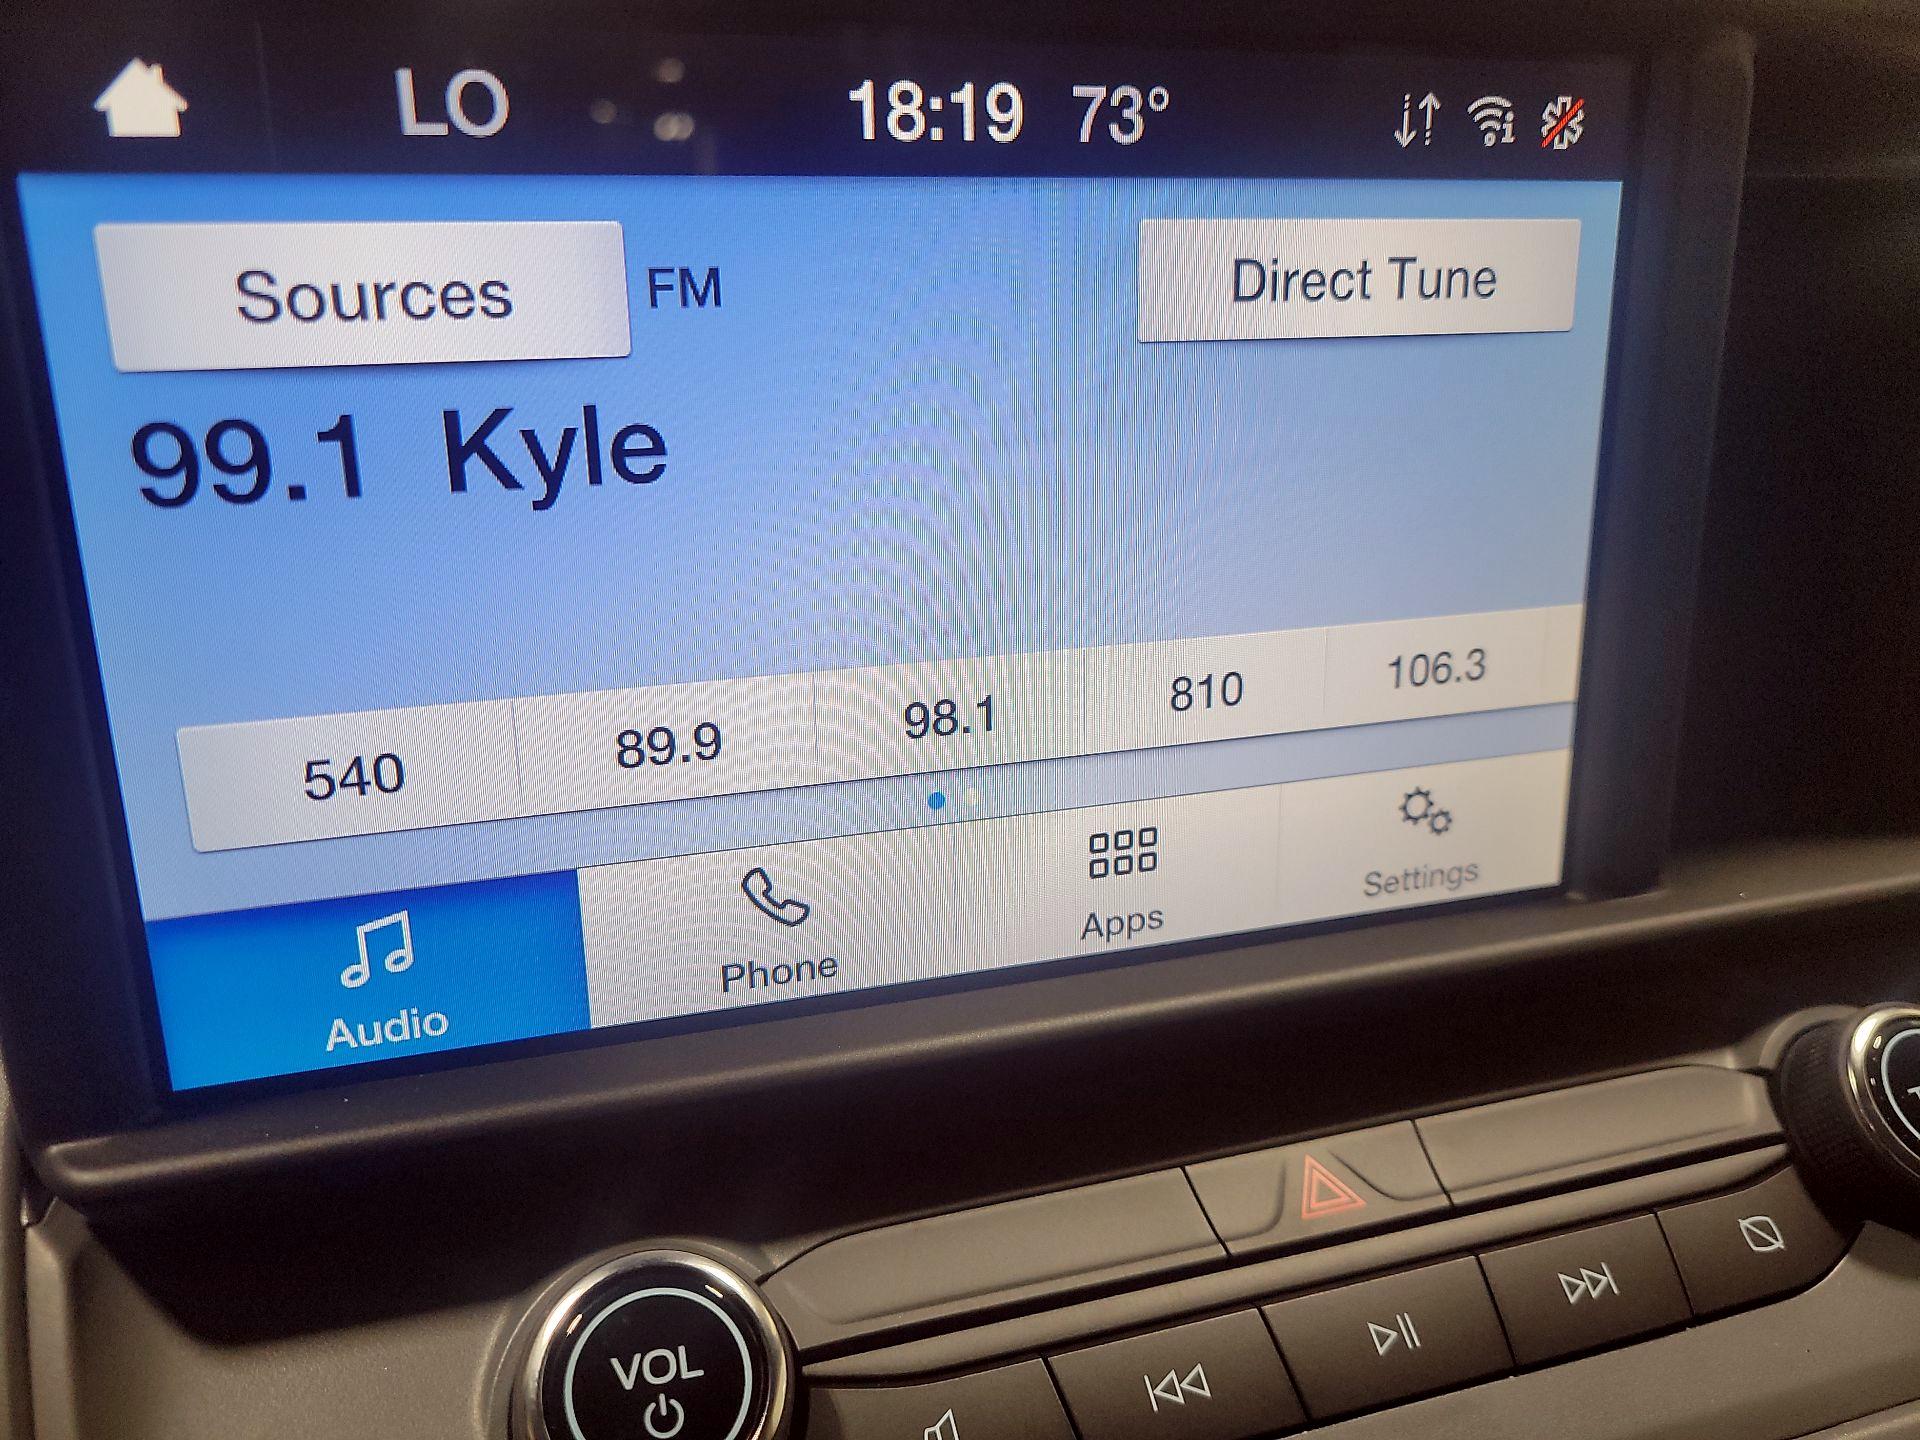 LO 18:19 73°
Sources FM Direct Tune
99.1 Kyle
540 89.9 98.1 810 106.3
Audio Phone Apps Settings
VOL